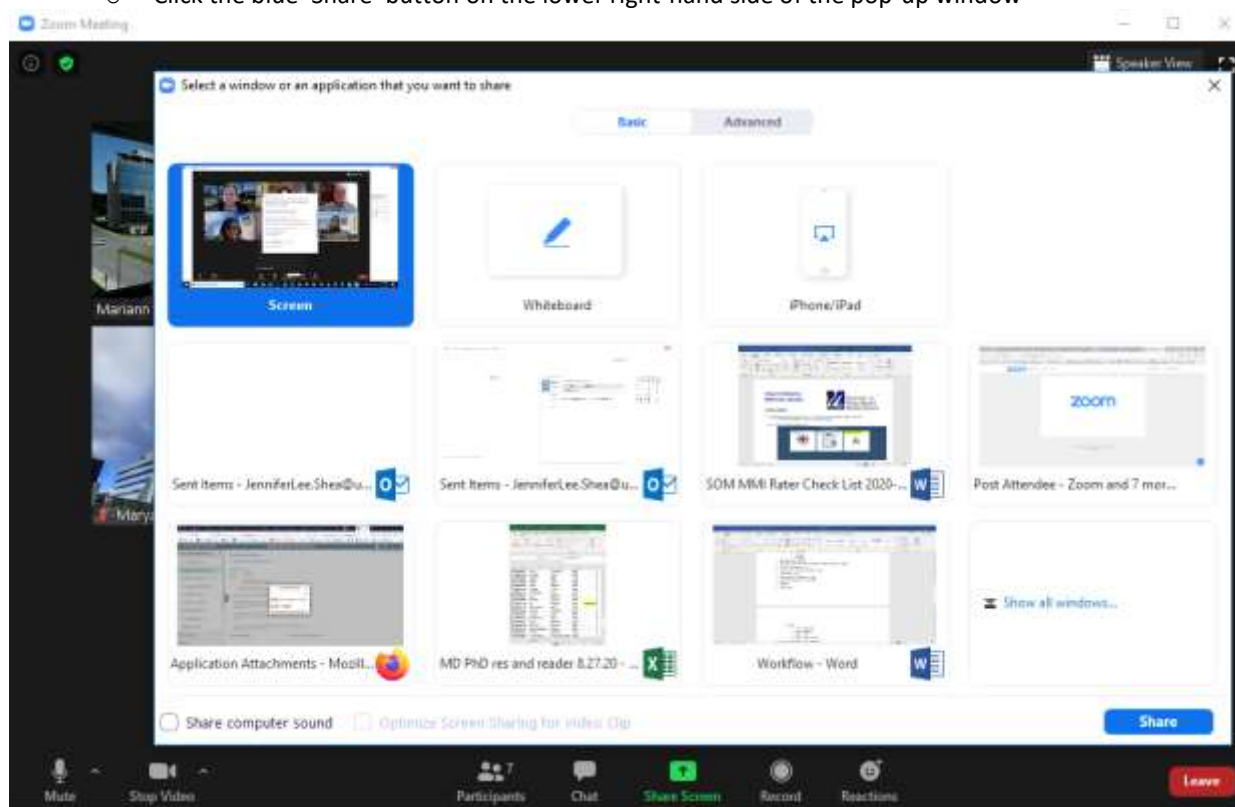 Click the blue 'Share' button on the lower right-hand side of the pop-up window
Zoom Meeting
Speaker View
Select a window or an application that you want to share
Basic
Advanced
Screen
Whiteboard
iPhone/iPad
Mariann
Sent Items - JenniferLee.Shea@u...
Sent Items - JenniferLee.Shea@u...
SOM MMI Rater Check List 2020-...
zoom
Post Attendee - Zoom and 7 mor...
Marya
Application Attachments - Mozill...
MD PhD res and reader 8.27.20 - ...
Workflow - Word
Show all windows...
Share computer sound
Optimize Screen Sharing for Video Clip
Share
Mute
Stop Video
7
Participants
Chat
Share Screen
Record
Reactions
Leave